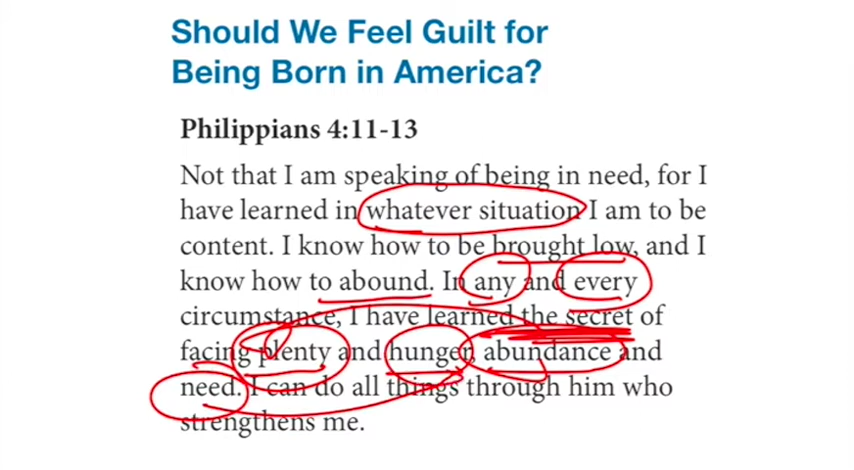 Should We Feel Guilt for
Being Born in America?
Philippians 4:11-13
Not that I am speaking of being in need, for I
have learned in whatever situation I am to be
content. I know how to be brought low, and I
know how to abound. In any and every
circumstance, I have learned the secret of
facing plenty and hunger, abundance and
need. I can do all things through him who
strengthens me.